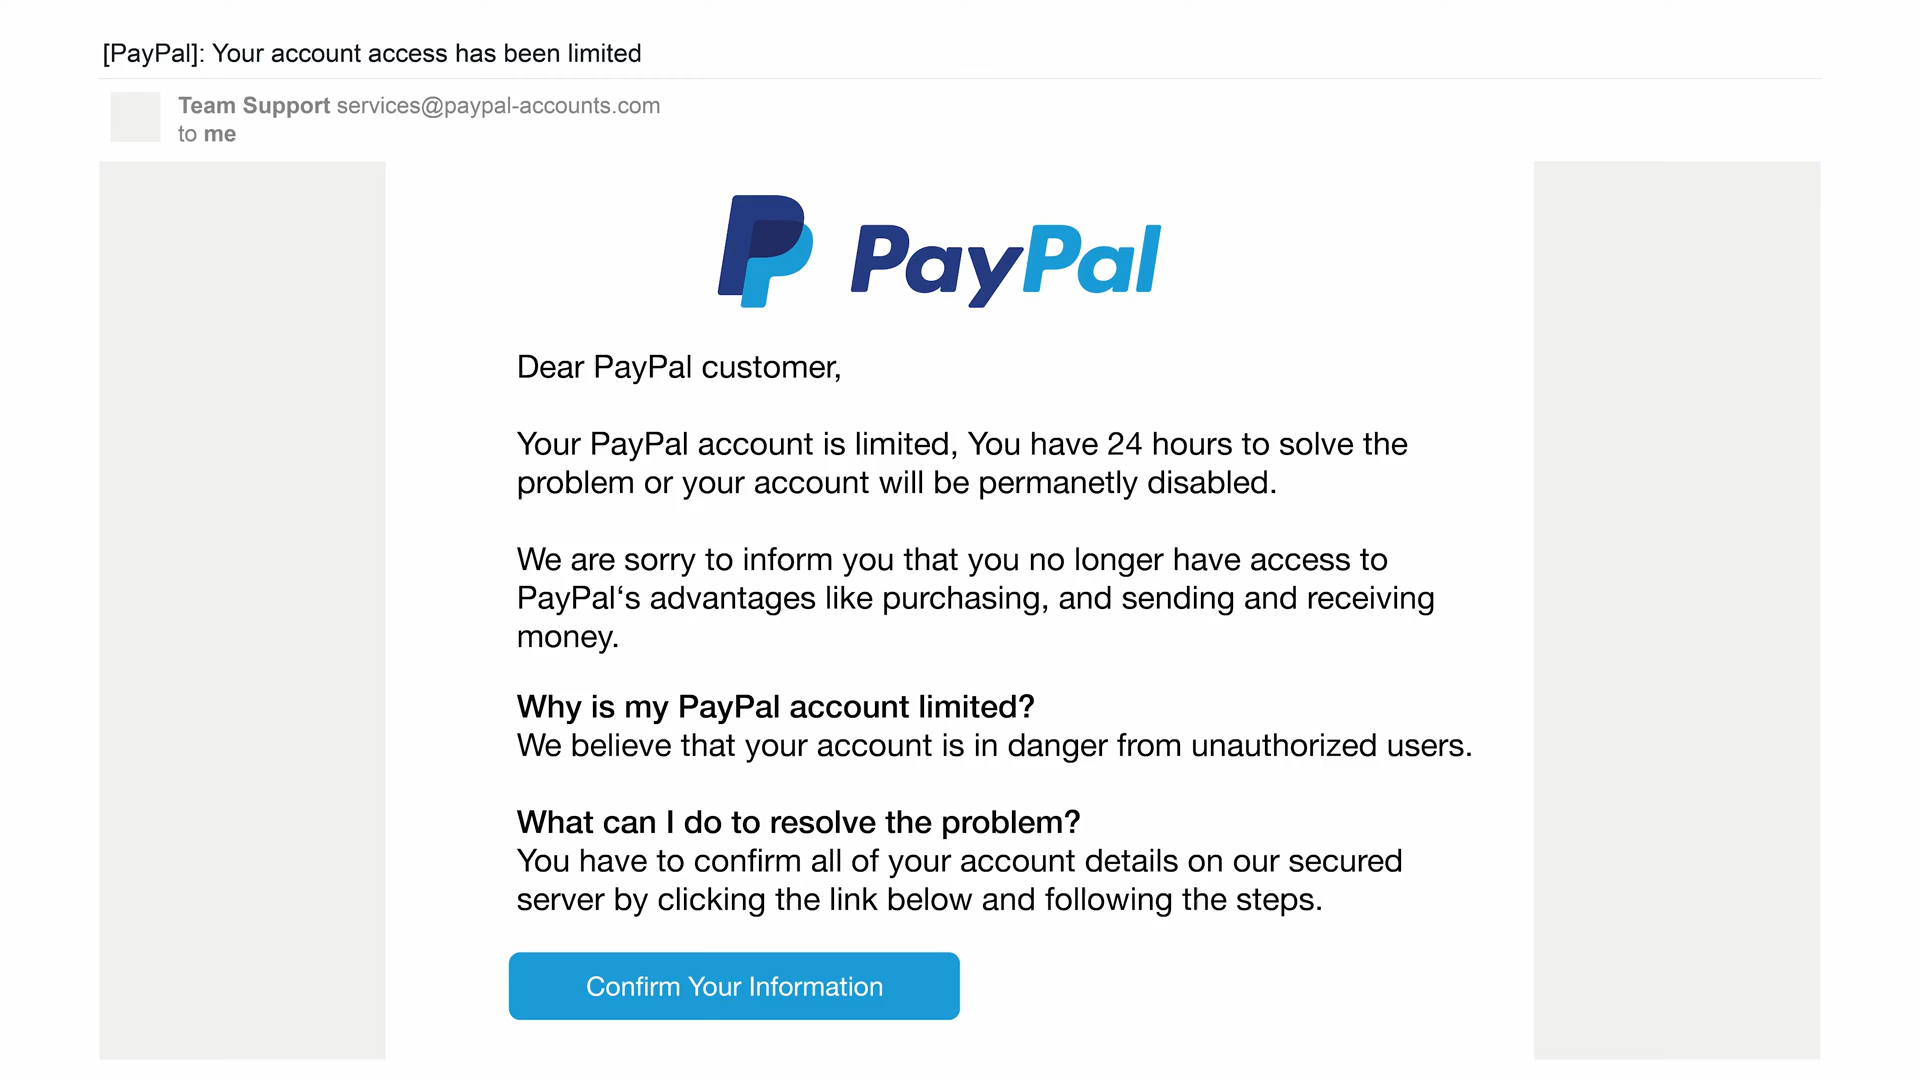 [PayPal]: Your account access has been limited
Team Support services@paypal-accounts.com
to me
PayPal
Dear PayPal customer,
Your PayPal account is limited, You have 24 hours to solve the
problem or your account will be permanetly disabled.
We are sorry to inform you that you no longer have access to
PayPal‘s advantages like purchasing, and sending and receiving
money.
Why is my PayPal account limited?
We believe that your account is in danger from unauthorized users.
What can I do to resolve the problem?
You have to confirm all of your account details on our secured
server by clicking the link below and following the steps.
Confirm Your Information